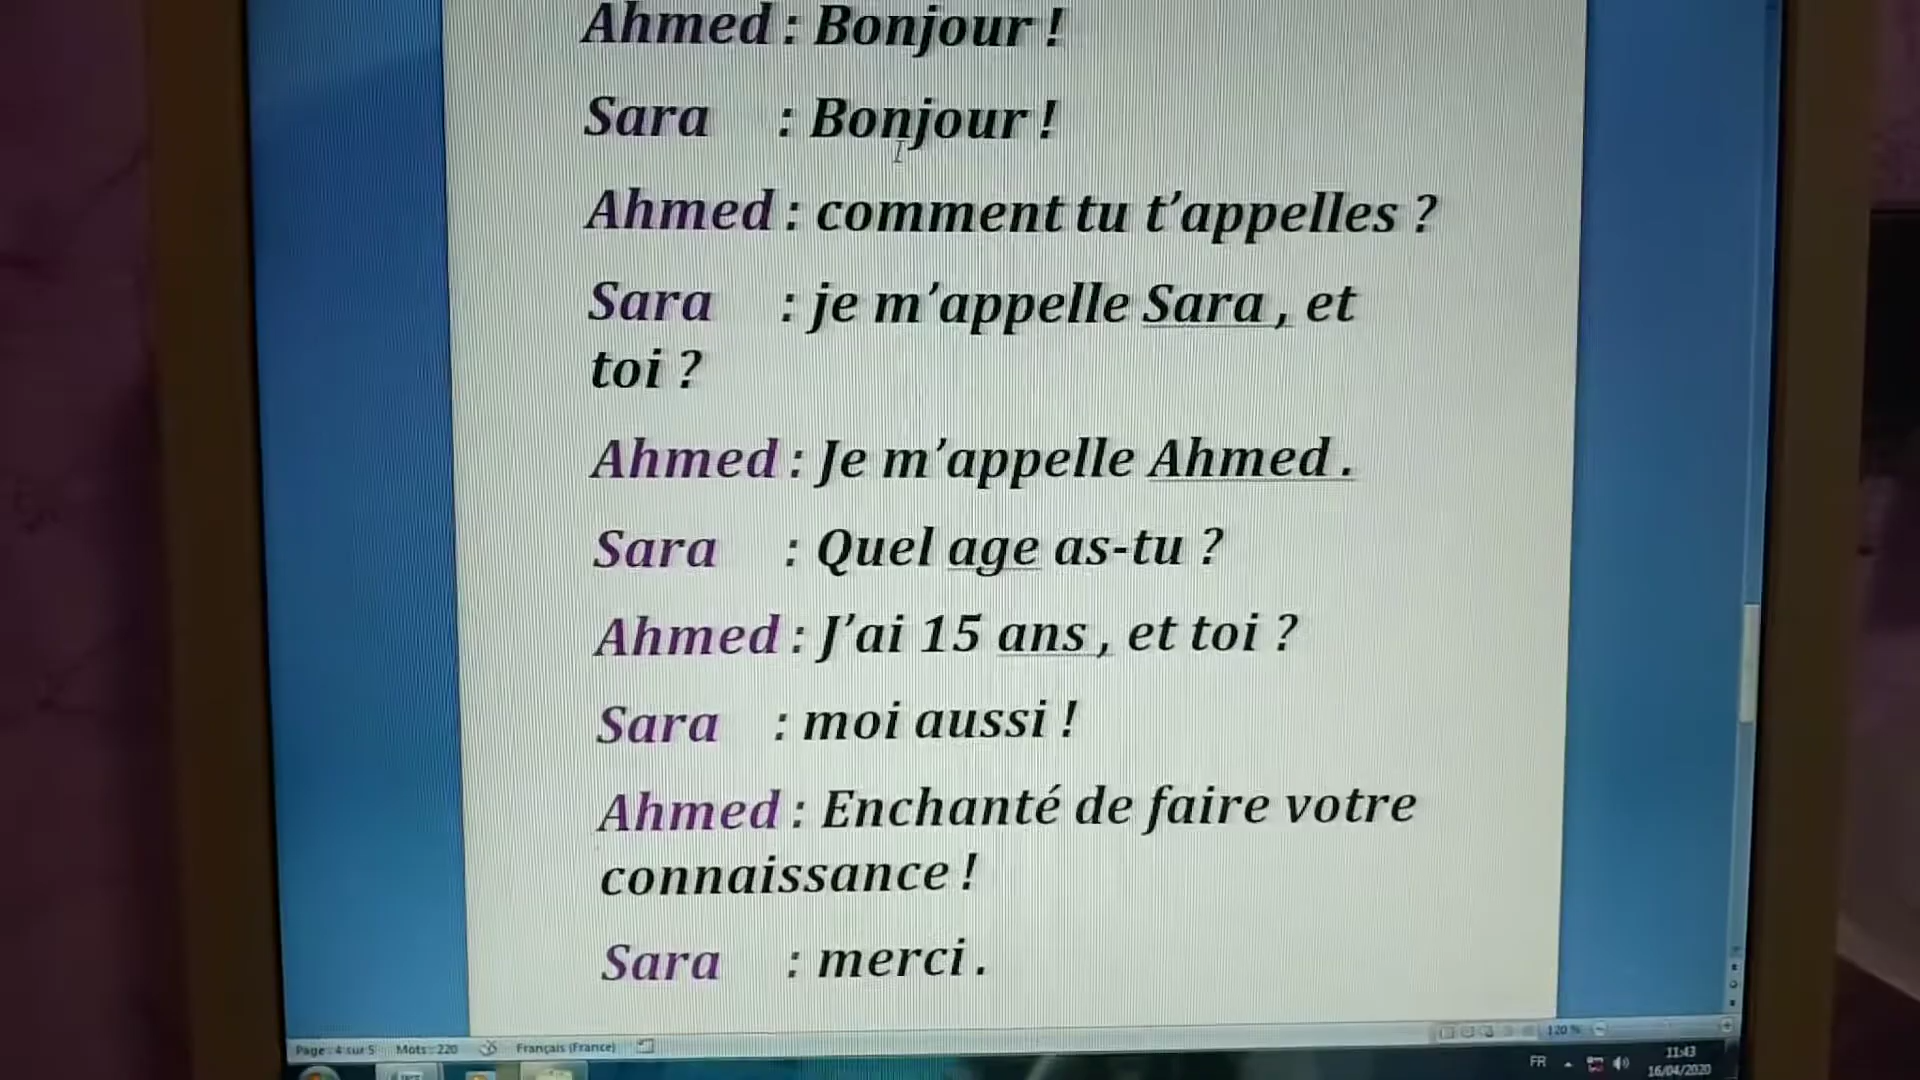 Ahmed : Bonjour !
Sara : Bonjour !
Ahmed : comment tu t’appelles ?
Sara : je m’appelle Sara , et
toi ?
Ahmed : Je m’appelle Ahmed .
Sara : Quel age as-tu ?
Ahmed : J’ai 15 ans , et toi ?
Sara : moi aussi !
Ahmed : Enchanté de faire votre
connaissance !
Sara : merci .
Page : 4 sur 5 Mots : 220 Français (France) 120 %
FR 11:43
16/04/2020